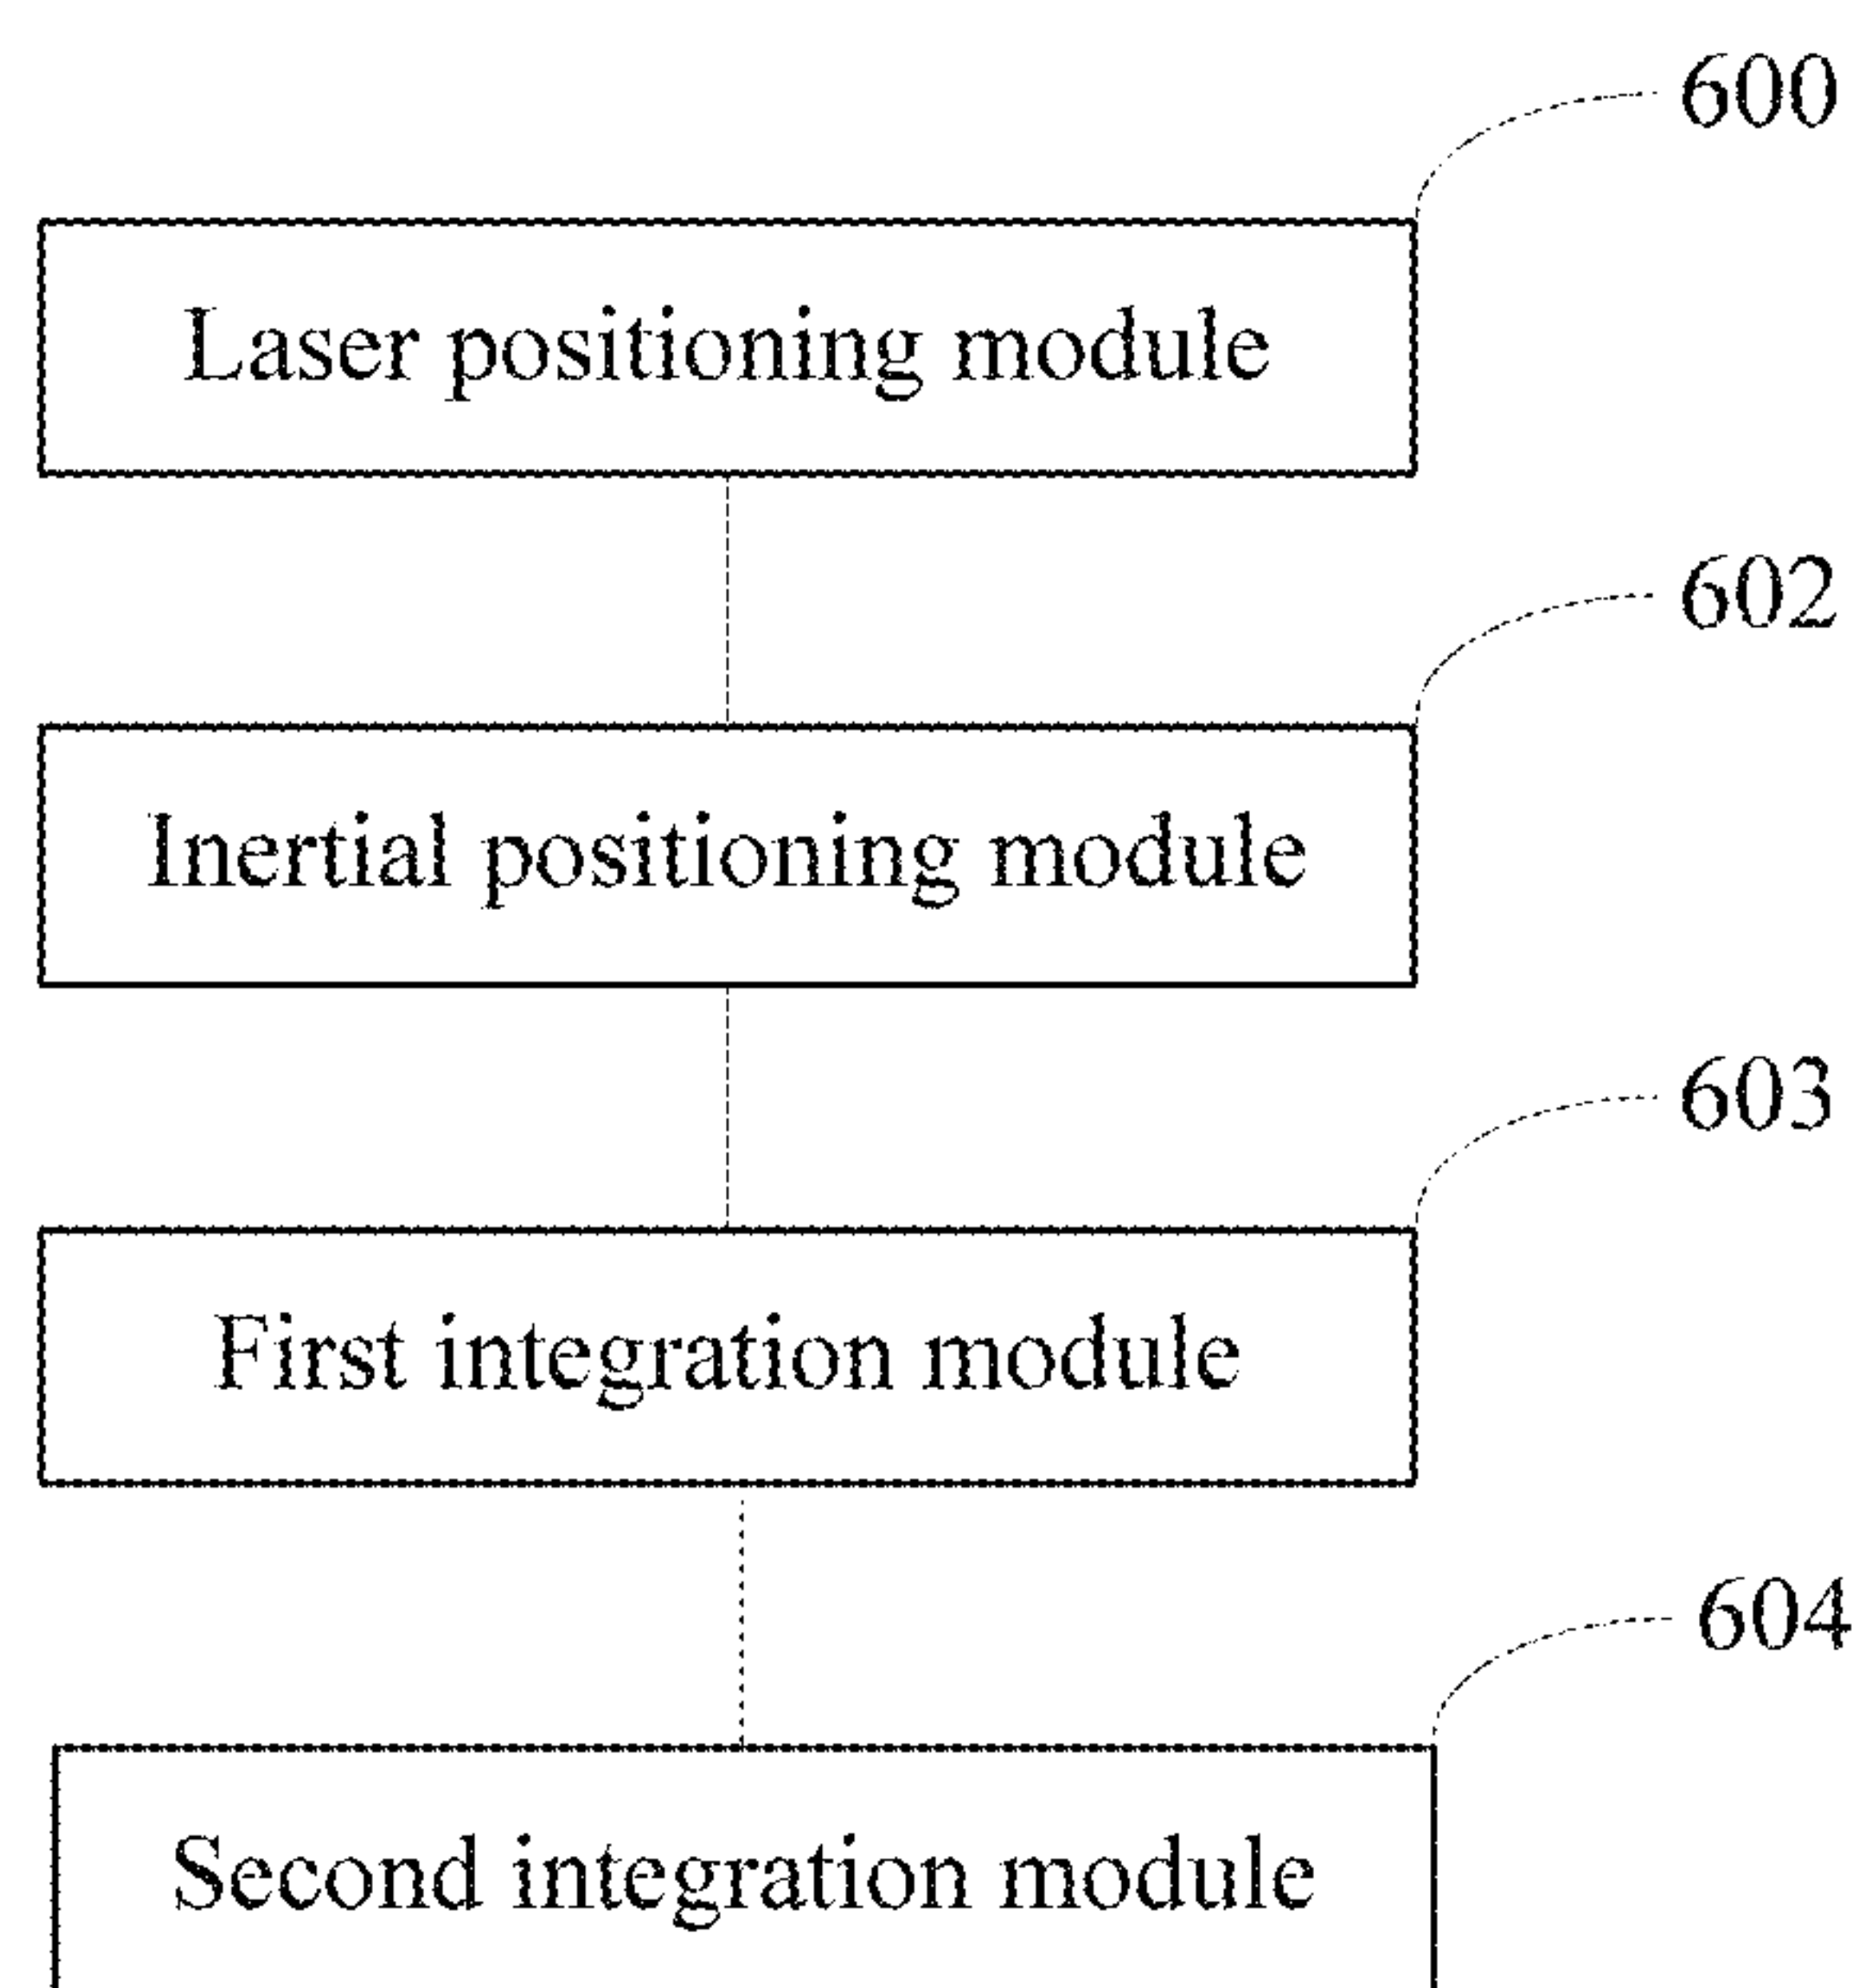 600
Laser positioning module
602
Inertial positioning module
603
First integration module
604
Second integration module